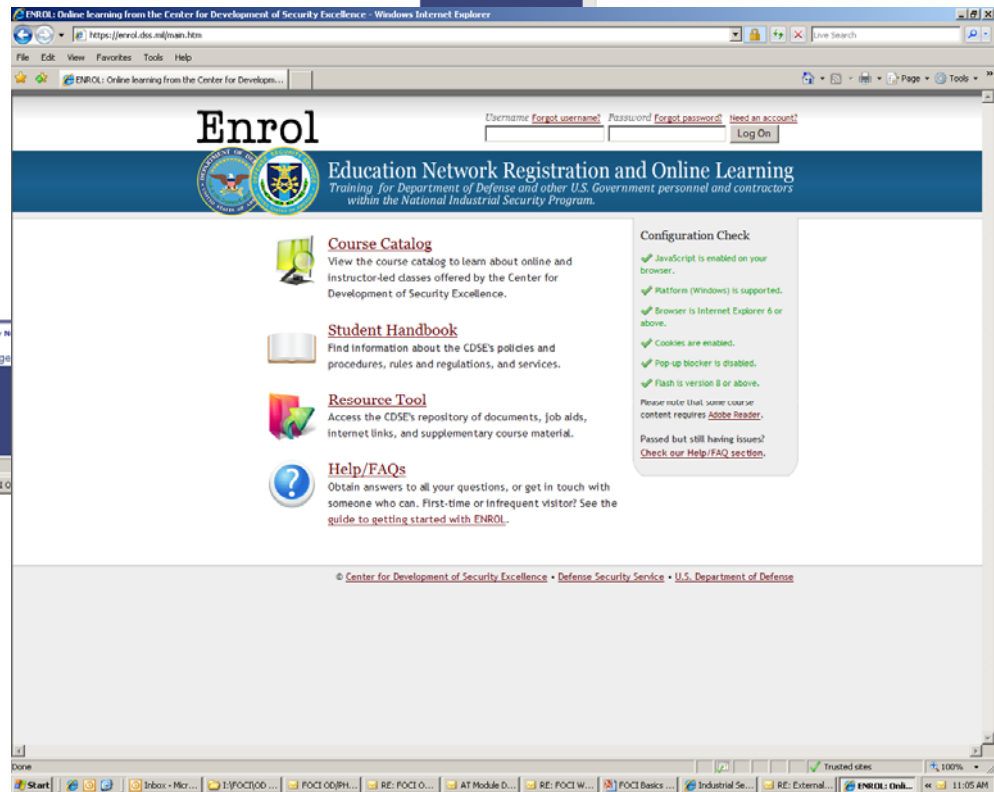 ENROL: Online learning from the Center for Development of Security Excellence - Windows Internet Explorer
https://enrol.dss.mil/main.htm
Live Search
File Edit View Favorites Tools Help
ENROL: Online learning from the Center for Developm...
Page Tools
Enrol
Username Forgot username? Password Forgot password? Need an account?
Log On
Education Network Registration and Online Learning
Training for Department of Defense and other U.S. Government personnel and contractors
within the National Industrial Security Program.
Course Catalog
View the course catalog to learn about online and
instructor-led classes offered by the Center for
Development of Security Excellence.
Student Handbook
Find information about the CDSE's policies and
procedures, rules and regulations, and services.
Resource Tool
Access the CDSE's repository of documents, job aids,
internet links, and supplementary course material.
Help/FAQs
Obtain answers to all your questions, or get in touch with
someone who can. First-time or infrequent visitor? See the
guide to getting started with ENROL.
Configuration Check
JavaScript is enabled on your
browser.
Platform (Windows) is supported.
Browser is Internet Explorer 6 or
above.
Cookies are enabled.
Pop-up blocker is disabled.
Flash is version 8 or above.
Please note that some course
content requires Adobe Reader.
Passed but still having issues?
Check our Help/FAQ section.
© Center for Development of Security Excellence • Defense Security Service • U.S. Department of Defense
Done
Trusted sites
100%
Start
Inbox - Micr...
I:\FOCI\OD ...
FOCI OD/PH...
RE: FOCI O...
AT Module D...
RE: FOCI W...
FOCI Basics ...
Industrial Se...
RE: External...
ENROL: Onli...
11:05 AM